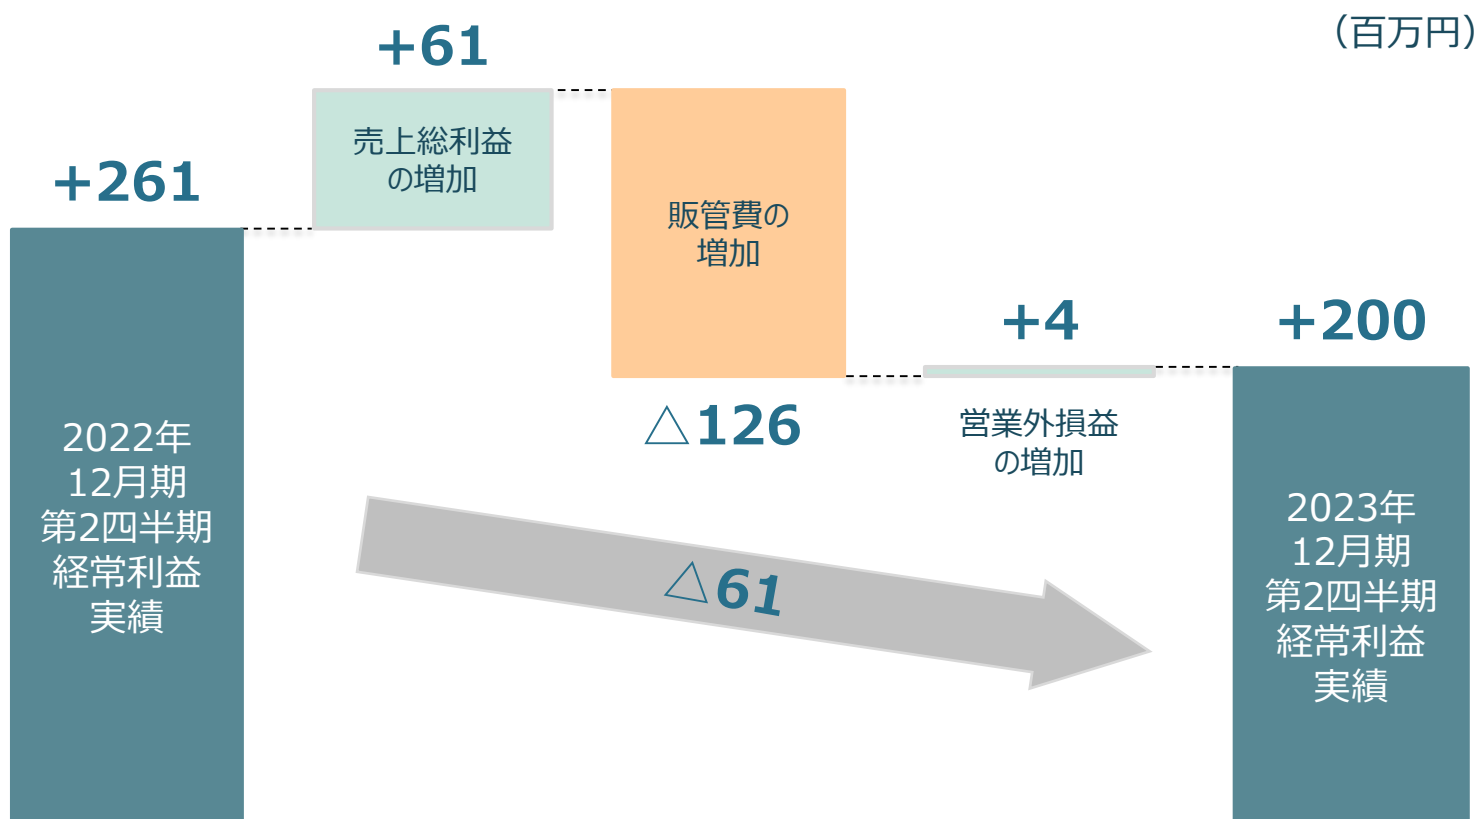 （百万円）
+61
売上総利益
の増加
+261
販管費の
増加
+4
+200
△126
営業外損益
の増加
2022年
12月期
第2四半期
経常利益
実績
△61
2023年
12月期
第2四半期
経常利益
実績